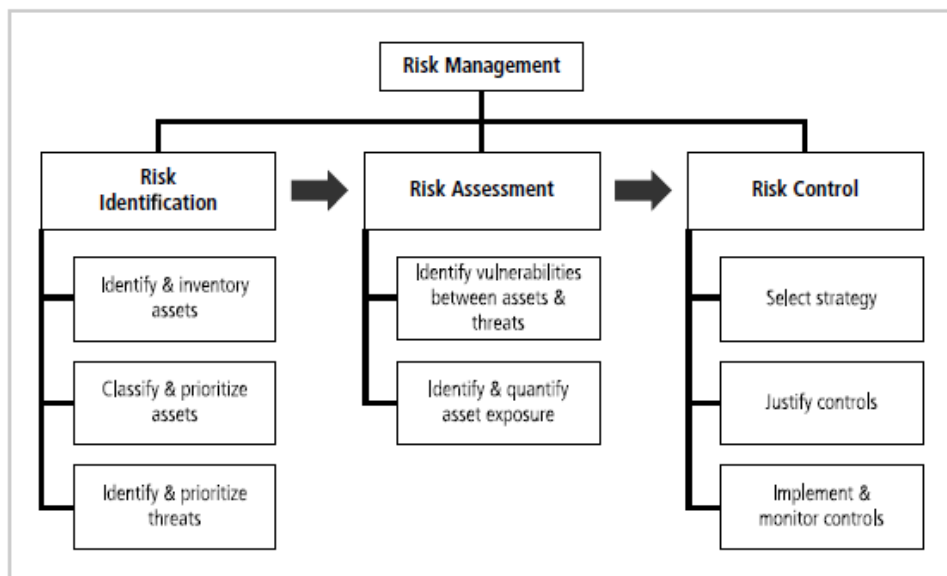 Risk Management
Risk
Identification
Risk Assessment
Risk Control
Identify & inventory
assets
Classify & prioritize
assets
Identify & prioritize
threats
Identify vulnerabilities
between assets &
threats
Identify & quantify
asset exposure
Select strategy
Justify controls
Implement &
monitor controls